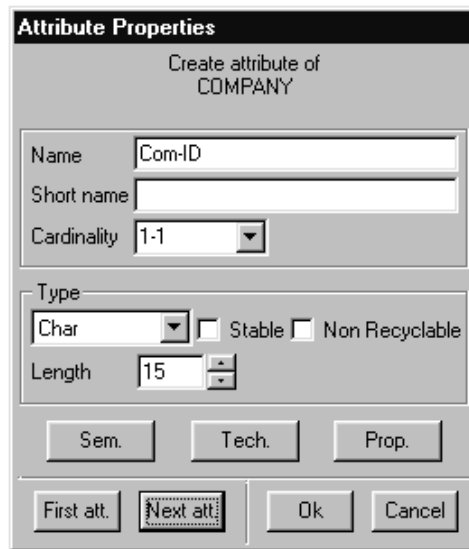 Attribute Properties
Create attribute of
COMPANY
Name Com-ID
Short name
Cardinality 1-1
Type
Char Stable Non Recyclable
Length 15
Sem. Tech. Prop.
First att. Next att. Ok Cancel